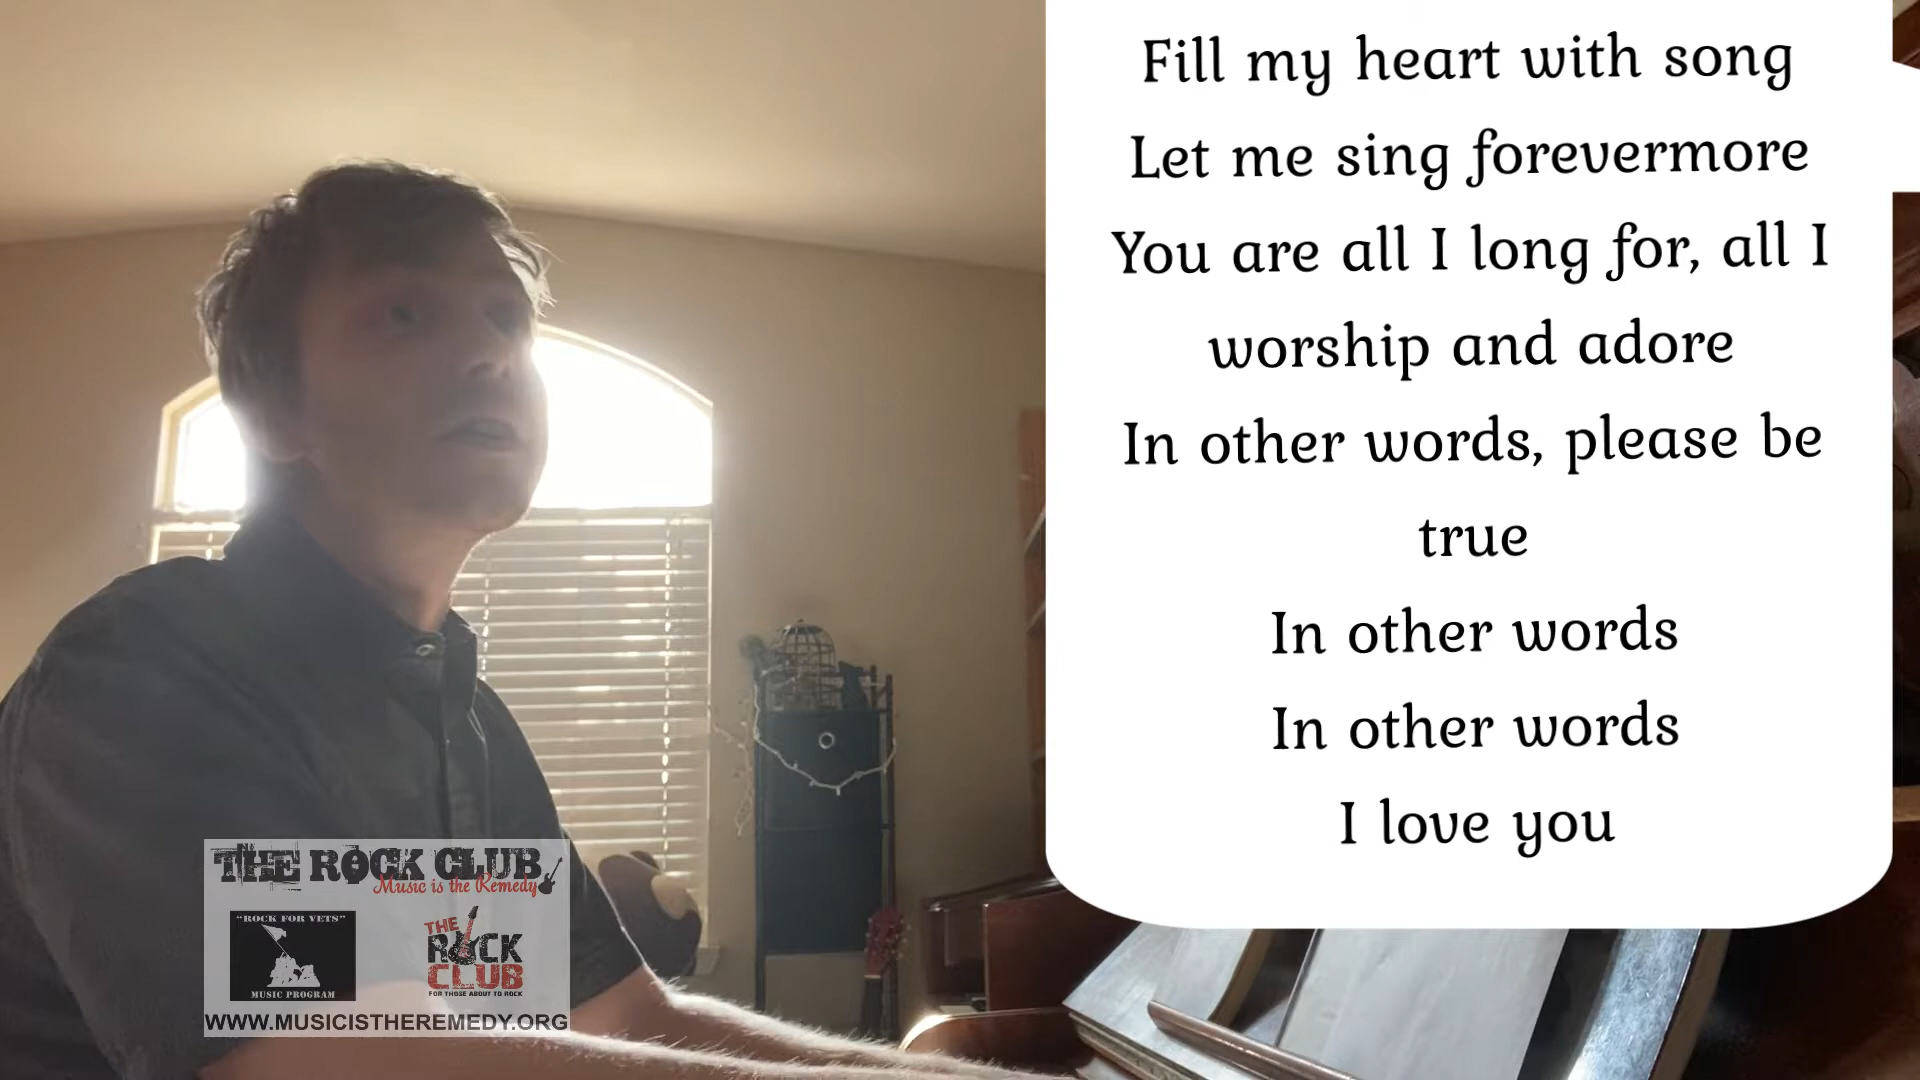 Fill my heart with song
Let me sing forevermore
You are all I long for, all I
worship and adore
In other words, please be
true
In other words
In other words
I love you
THE ROCK CLUB
Music is the Remedy
"ROCK FOR VETS"
MUSIC PROGRAM
THE
ROCK
CLUB
FOR THOSE ABOUT TO ROCK
WWW.MUSICISTHEREMEDY.ORG